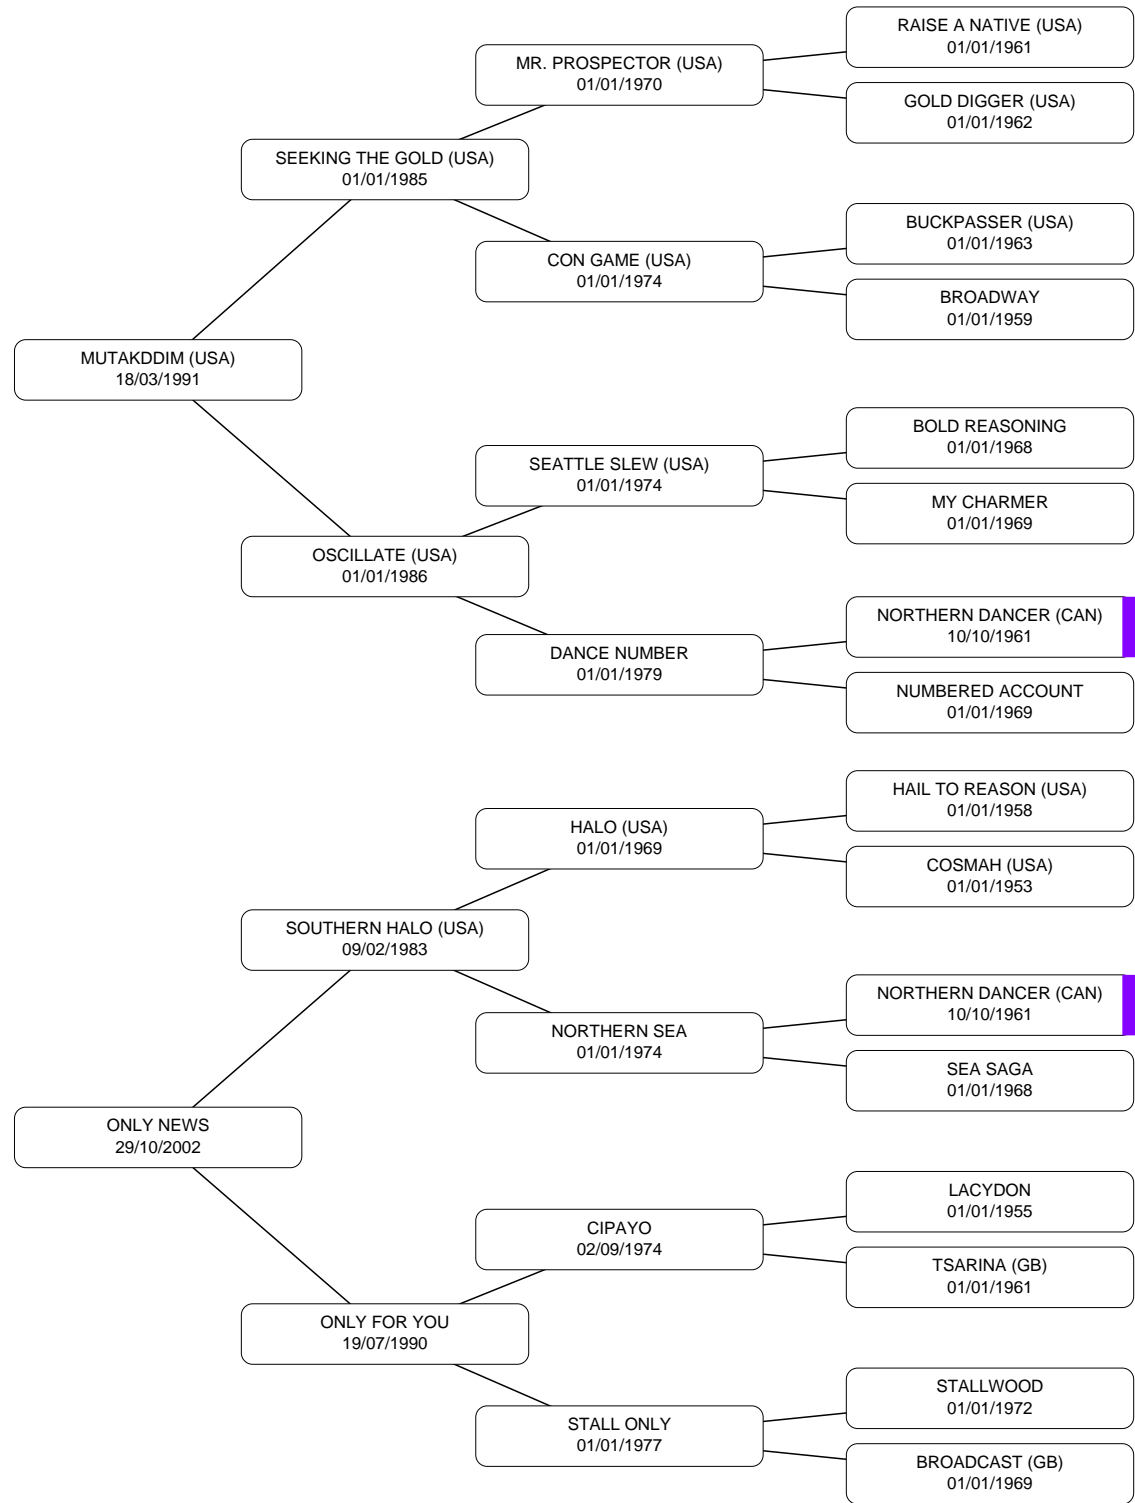 RAISE A NATIVE (USA)
01/01/1961
MR. PROSPECTOR (USA)
01/01/1970
GOLD DIGGER (USA)
01/01/1962
SEEKING THE GOLD (USA)
01/01/1985
BUCKPASSER (USA)
01/01/1963
CON GAME (USA)
01/01/1974
BROADWAY
01/01/1959
MUTAKDDIM (USA)
18/03/1991
BOLD REASONING
01/01/1968
SEATTLE SLEW (USA)
01/01/1974
MY CHARMER
01/01/1969
OSCILLATE (USA)
01/01/1986
NORTHERN DANCER (CAN)
10/10/1961
DANCE NUMBER
01/01/1979
NUMBERED ACCOUNT
01/01/1969
HAIL TO REASON (USA)
01/01/1958
HALO (USA)
01/01/1969
COSMAH (USA)
01/01/1953
SOUTHERN HALO (USA)
09/02/1983
NORTHERN DANCER (CAN)
10/10/1961
NORTHERN SEA
01/01/1974
SEA SAGA
01/01/1968
ONLY NEWS
29/10/2002
LACYDON
01/01/1955
CIPAYO
02/09/1974
TSARINA (GB)
01/01/1961
ONLY FOR YOU
19/07/1990
STALLWOOD
01/01/1972
STALL ONLY
01/01/1977
BROADCAST (GB)
01/01/1969